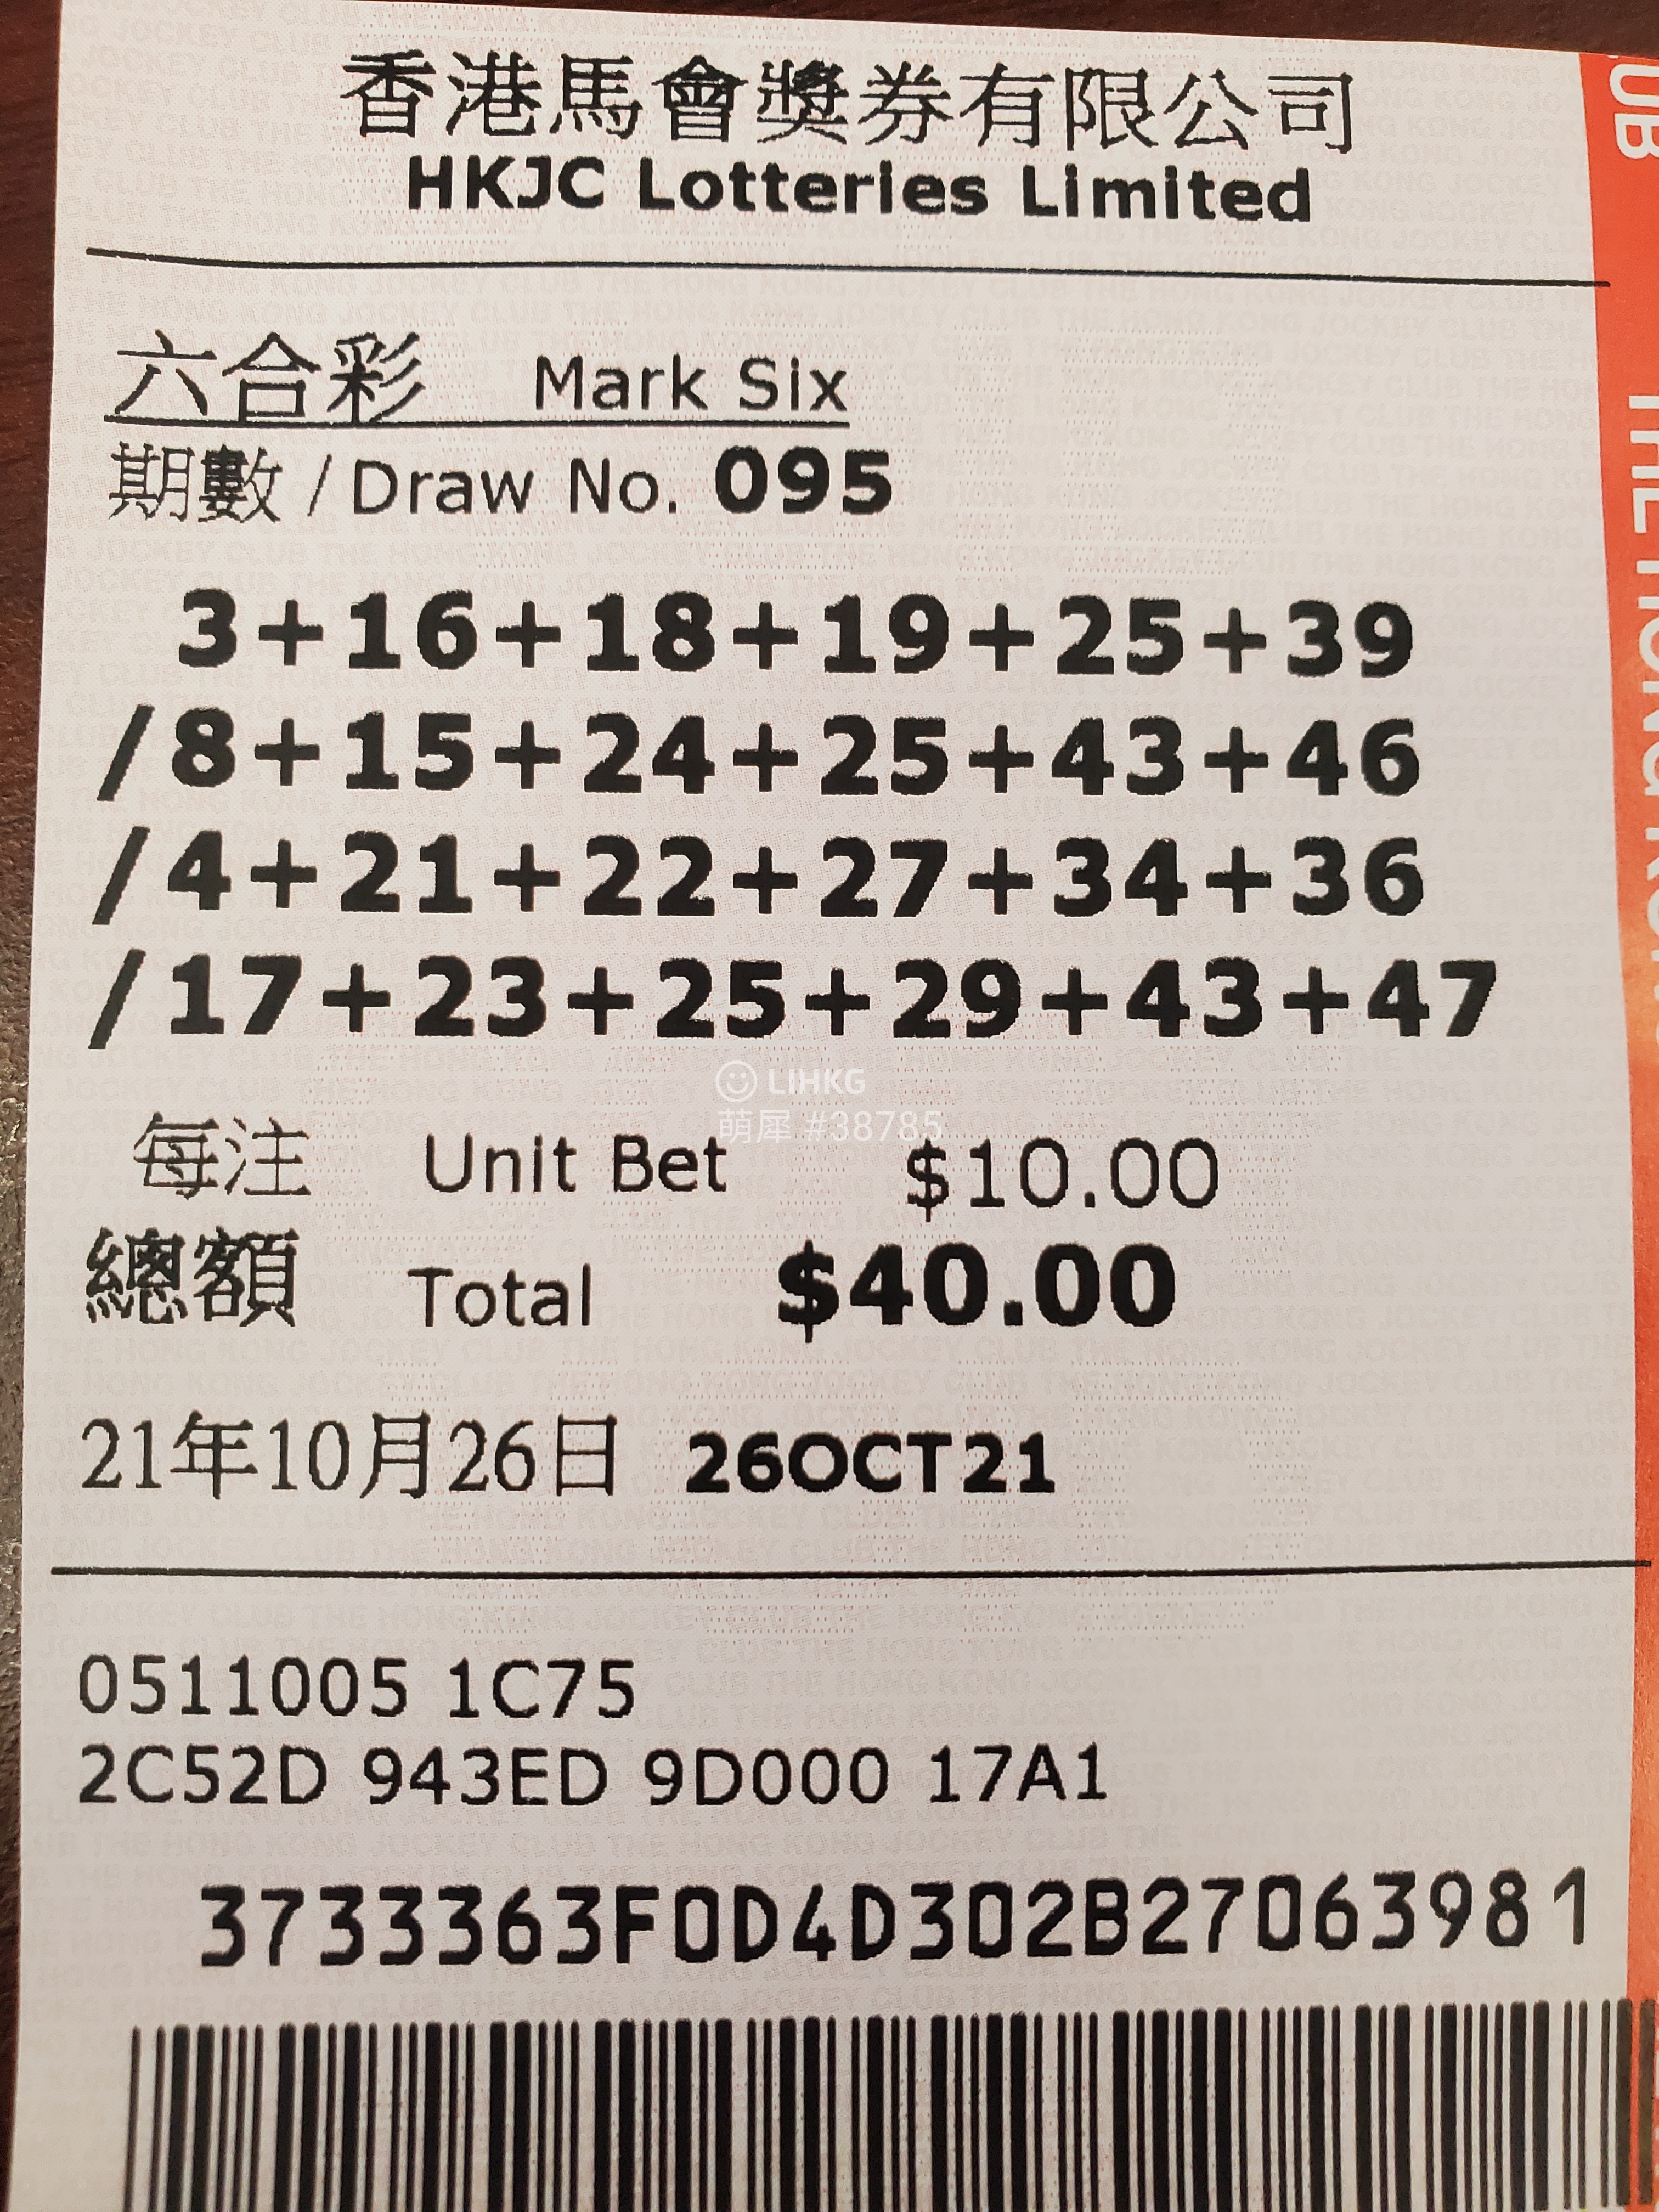 香港馬會獎券有限公司
HKJC Lotteries Limited
六合彩 Mark Six
期數 / Draw No. 095
3+16+18+19+25+39
/ 8+15+24+25+43+46
/ 4+21+22+27+34+36
/ 17+23+25+29+43+47
LIHKG
萌犀 #38785
每注 Unit Bet $10.00
總額 Total $40.00
21年10月26日 26OCT21
0511005 1C75
2C52D 943ED 9D000 17A1
3733363F0D4D302B27063981
UB
THE HONG KONG